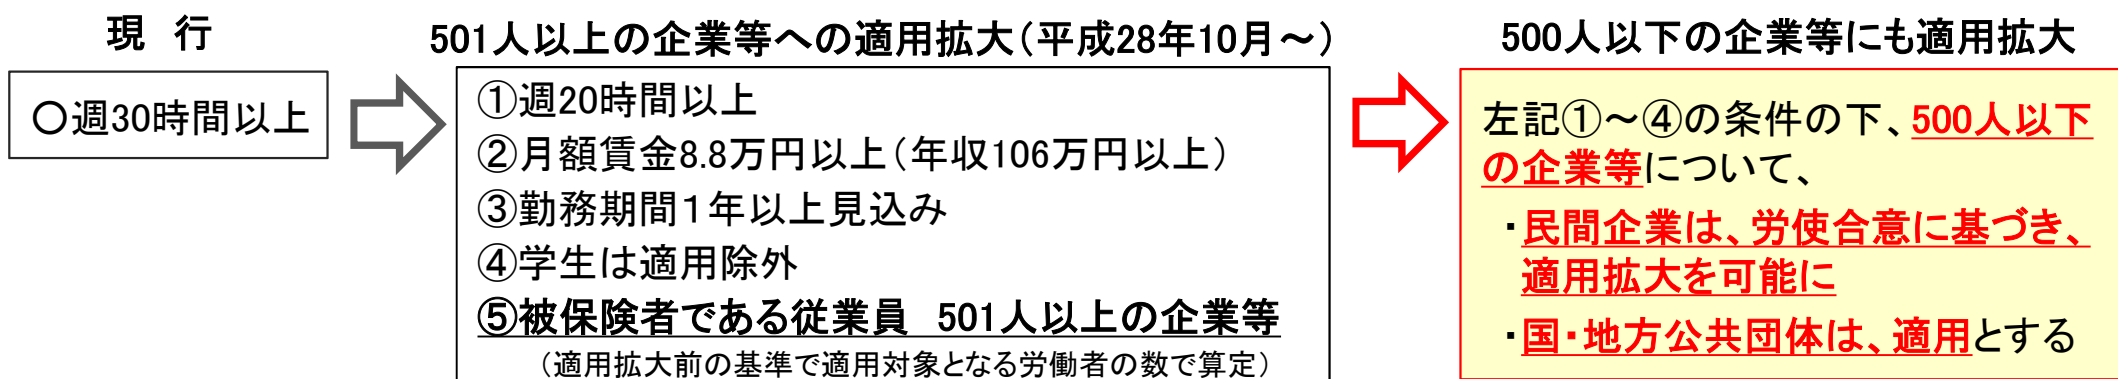 現 行
〇週30時間以上
501人以上の企業等への適用拡大(平成28年10月～)
①週20時間以上
②月額賃金8.8万円以上(年収106万円以上)
③勤務期間１年以上見込み
④学生は適用除外
⑤被保険者である従業員　501人以上の企業等
(適用拡大前の基準で適用対象となる労働者の数で算定)
500人以下の企業等にも適用拡大
左記①～④の条件の下、500人以下
の企業等について、
・民間企業は、労使合意に基づき、
適用拡大を可能に
・国・地方公共団体は、適用とする